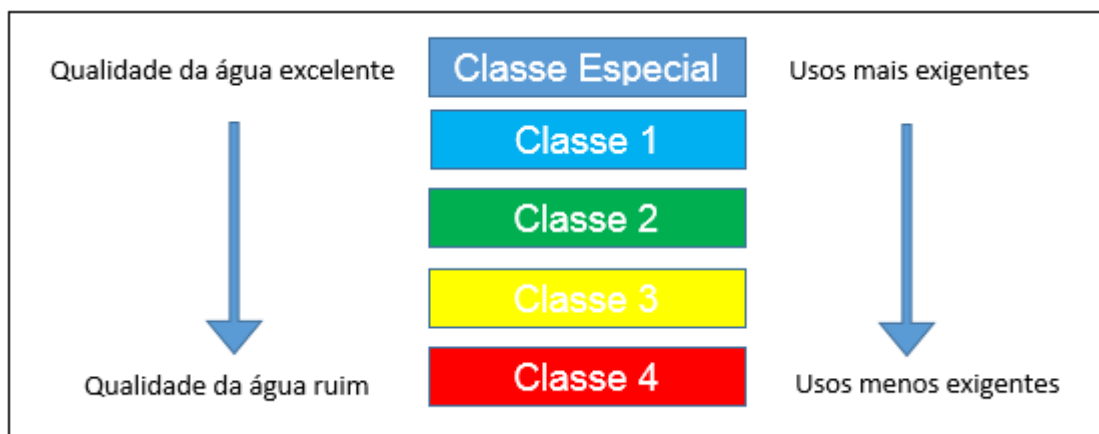 Qualidade da água excelente
Classe Especial
Usos mais exigentes
Classe 1
Classe 2
Classe 3
Qualidade da água ruim
Classe 4
Usos menos exigentes